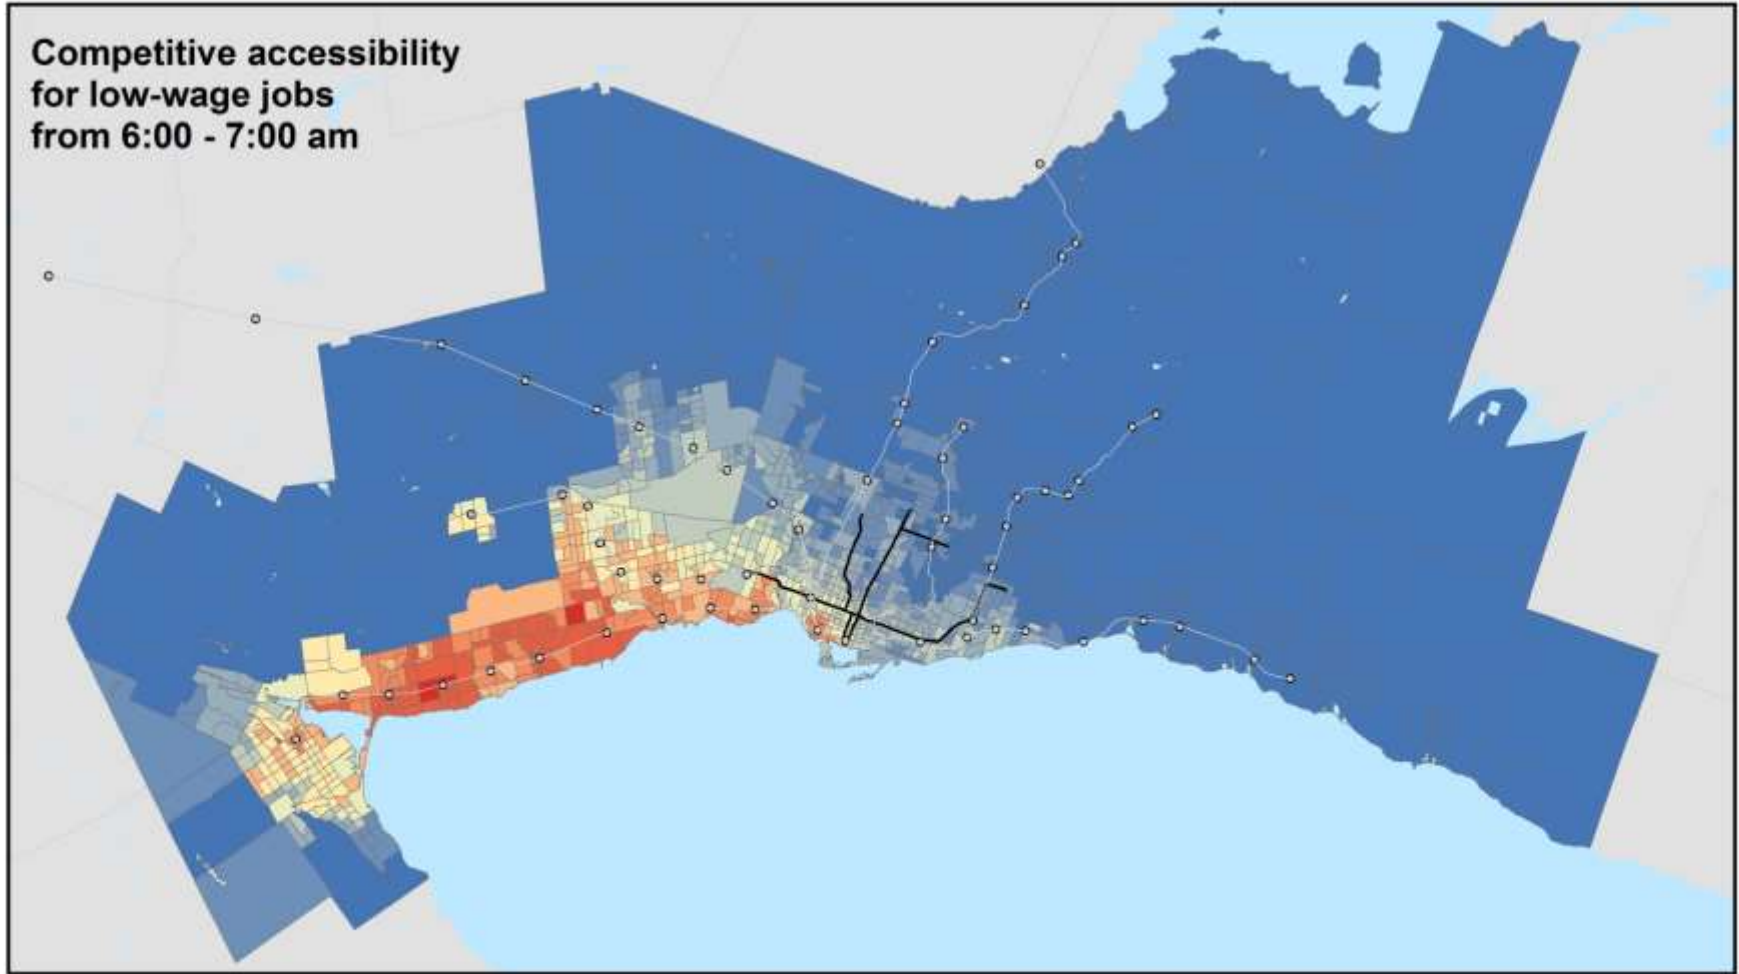 Competitive accessibility
for low-wage jobs
from 6:00 - 7:00 am